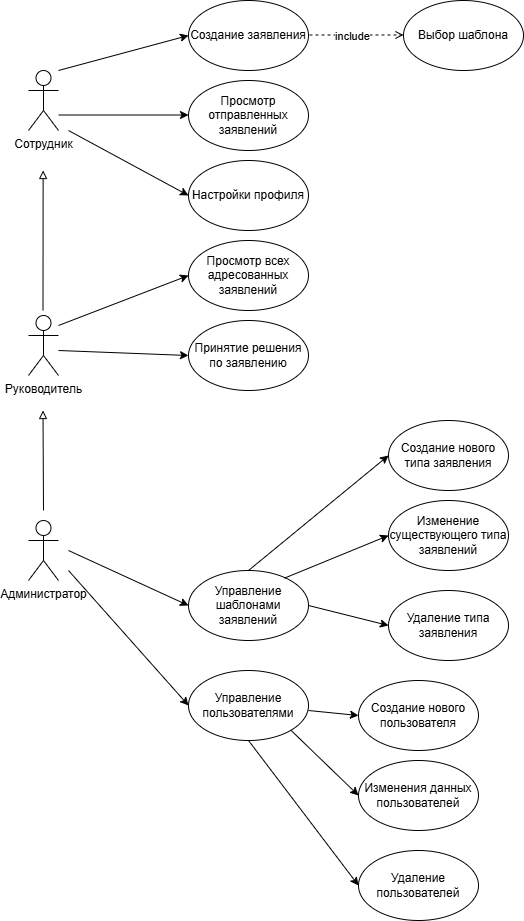 Создание заявления
include
Выбор шаблона
Сотрудник
Просмотр
отправленных
заявлений
Настройки профиля
Просмотр всех
адресованных
заявлений
Руководитель
Принятие решения
по заявлению
Создание нового
типа заявления
Изменение
существующего типа
заявлений
Администратор
Управление
шаблонами
заявлений
Удаление типа
заявления
Управление
пользователями
Создание нового
пользователя
Изменения данных
пользователей
Удаление
пользователей